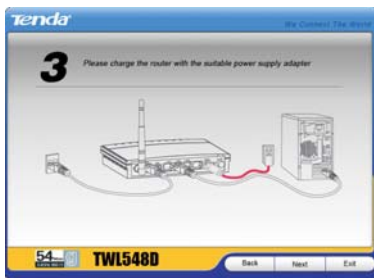 Tenda
We Connect The World
3
Please charge the router with the suitable power supply adapter
54
TWL548D
Back
Next
Exit